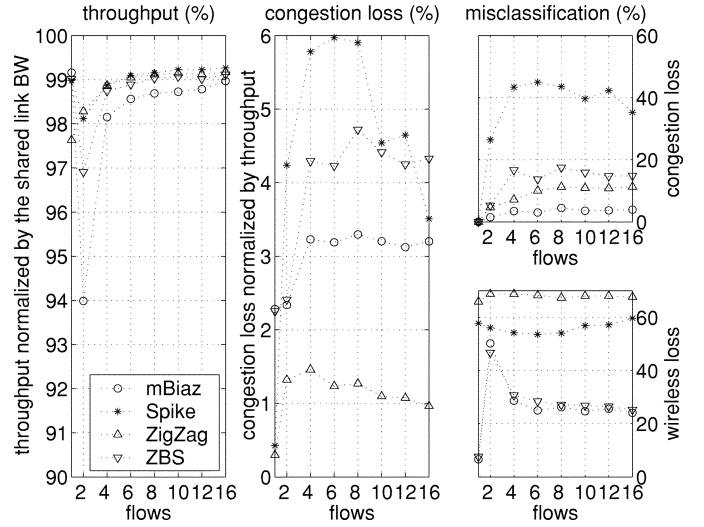 throughput (%)
throughput normalized by the shared link BW
100
99
98
97
96
95
94
93
92
91
90
mBiaz
Spike
ZigZag
ZBS
2 4 6 8 10 12 16
flows
congestion loss (%)
congestion loss normalized by throughput
6
5
4
3
2
1
0
2 4 6 8 10 12 16
flows
misclassification (%)
60
40
20
0
congestion loss
2 4 6 8 10 12 16
flows
60
40
20
0
wireless loss
2 4 6 8 10 12 16
flows